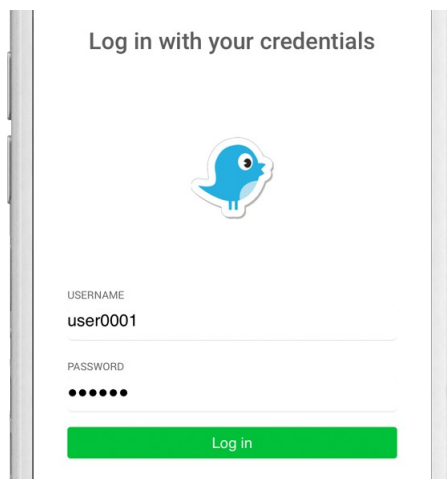 Log in with your credentials
USERNAME
user0001
PASSWORD
●●●●●●
Log in